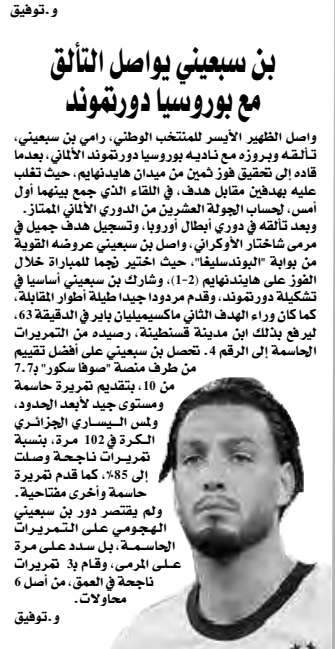 و.توفيق
بن سبعيني يواصل التألق
مع بوروسيا دورتموند
واصل الظهير الأيسر للمنتخب الوطني، رامي بن سبعيني،
تألقه وبروزه مع ناديه بوروسيا دورتموند الألماني، بعدما
قاده إلى تحقيق فوز ثمين من ميدان هايدنهايم، حيث تغلب
عليه بهدفين مقابل هدف، في اللقاء الذي جمع بينهما أول
أمس، لحساب الجولة العشرين من الدوري الألماني الممتاز.
وبعد تألقه في دوري أبطال أوروبا، وتسجيل هدف جميل في
مرمى شاختار الأوكراني، واصل بن سبعيني عروضه القوية
من بوابة "البوندسليغا"، حيث اختير نجما للمباراة خلال
الفوز على هايندنهايم (2-1)، وشارك بن سبعيني أساسيا في
تشكيلة دورتموند، وقدم مردودا جيدا طيلة أطوار المقابلة،
كما كان وراء الهدف الثاني ماكسيميليان باير في الدقيقة 63،
ليرفع بذلك ابن مدينة قسنطينة، رصيده من التمريرات
الحاسمة إلى الرقم 4. تحصل بن سبعيني على أفضل تقييم
من طرف منصة "صوفا سكور" بـ7.7
من 10، بتقديم تمريرة حاسمة
ومستوى جيد لأبعد الحدود،
ولمس اليساري الجزائري
الكرة في 102 مرة، بنسبة
تمريرات ناجحة وصلت
إلى 85%، كما قدم تمريرة
حاسمة وأخرى مفتاحية.
ولم يقتصر دور بن سبعيني
الهجومي على التمريرات
الحاسمة، بل سدد على مرة
على المرمى، وقام بـ3 تمريرات
ناجحة في العمق، من أصل 6
محاولات.
و.توفيق